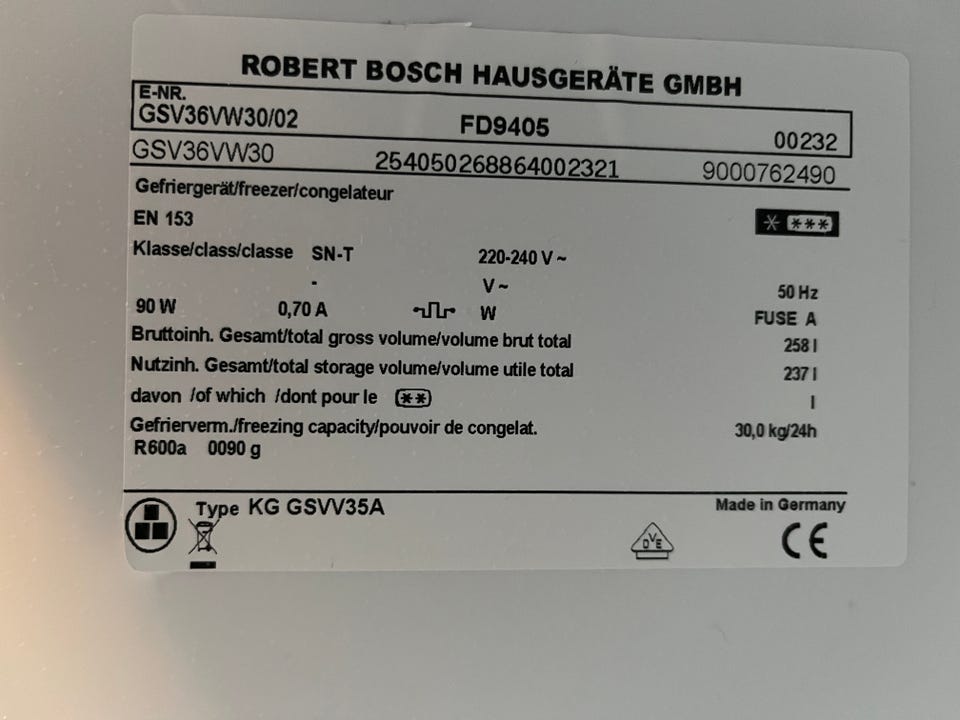 ROBERT BOSCH HAUSGERÄTE GMBH
E-NR.
GSV36VW30/02 FD9405 00232
GSV36VW30 254050268864002321 9000762490
Gefriergerät/freezer/congelateur
EN 153
Klasse/class/classe SN-T 220-240 V ~
- V ~ 50 Hz
90 W 0,70 A W FUSE A
Bruttoinh. Gesamt/total gross volume/volume brut total 258 l
Nutzinh. Gesamt/total storage volume/volume utile total 237 l
davon /of which /dont pour le l
Gefrierverm./freezing capacity/pouvoir de congelat. 30,0 kg/24h
R600a 0090 g
Type KG GSVV35A Made in Germany
DVE CE